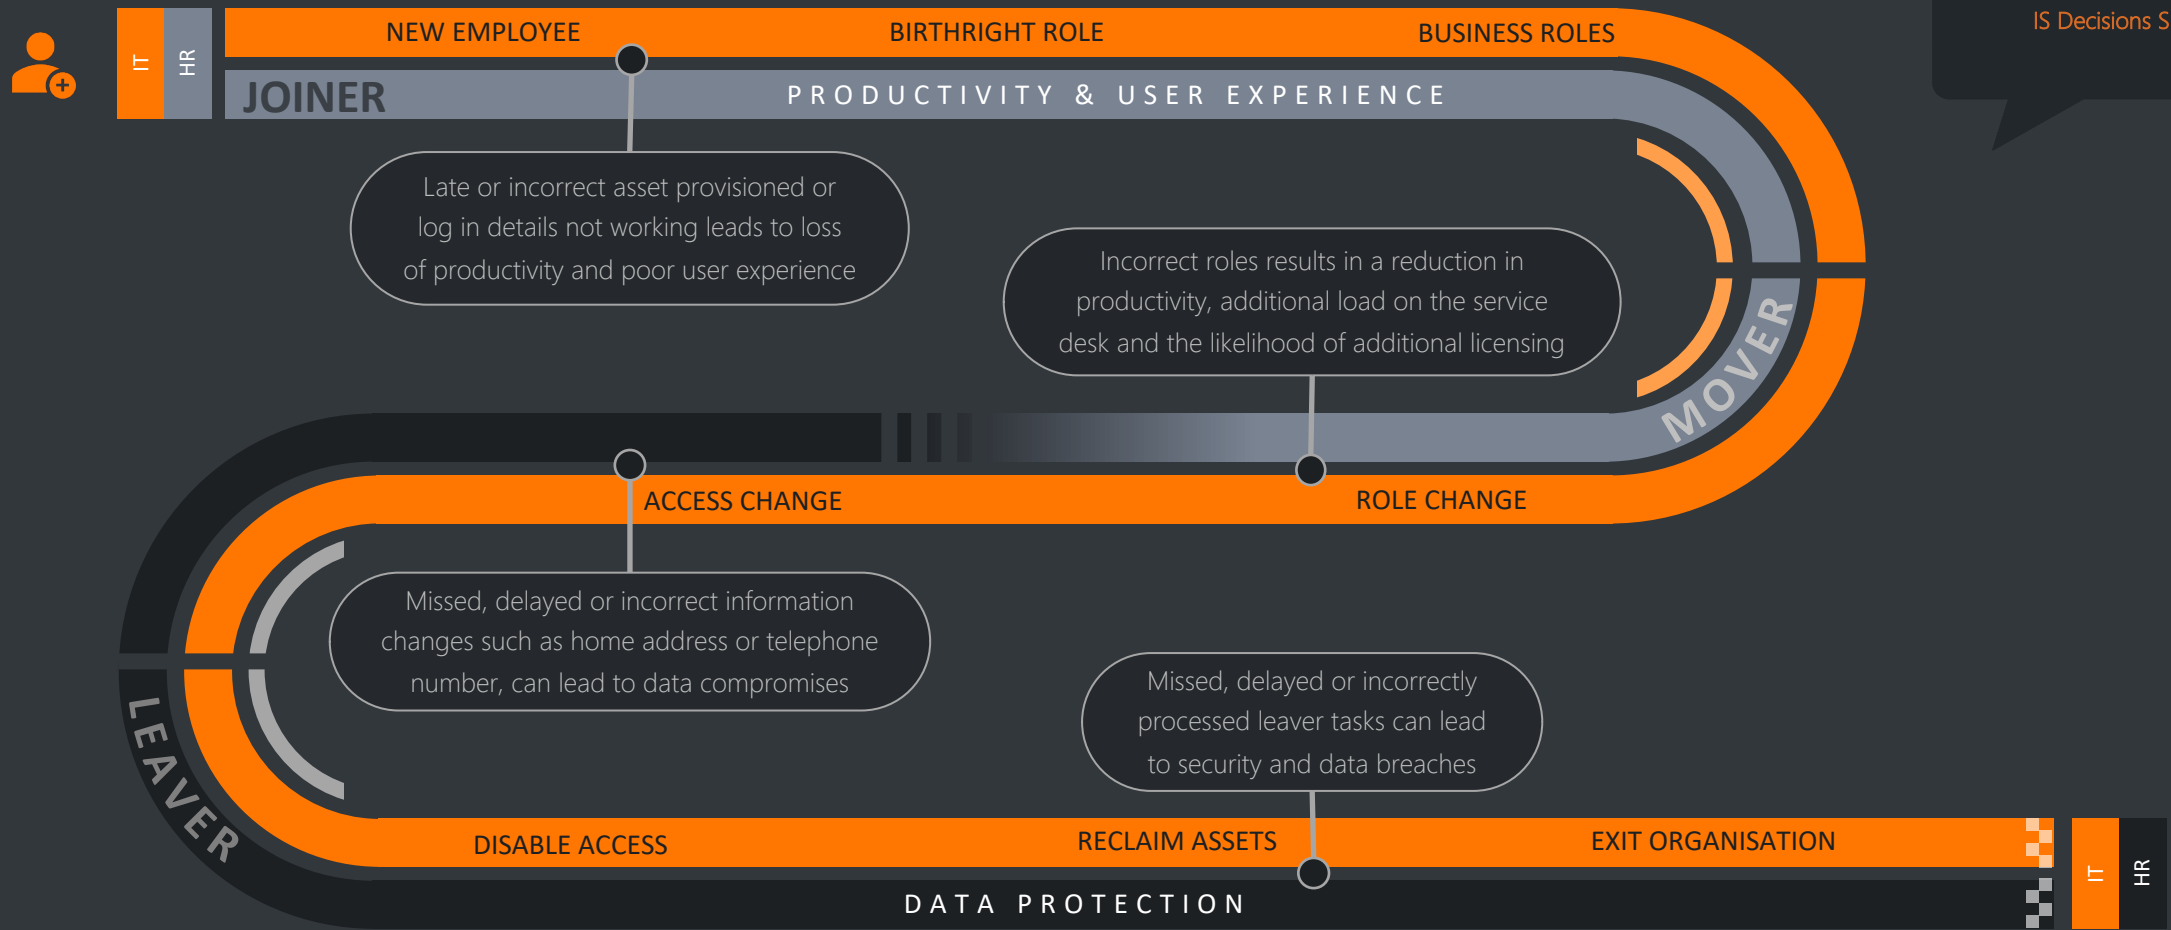 IS Decisions S
NEW EMPLOYEE
BIRTHRIGHT ROLE
BUSINESS ROLES
IT
HR
JOINER
PRODUCTIVITY & USER EXPERIENCE
Late or incorrect asset provisioned or
log in details not working leads to loss
of productivity and poor user experience
Incorrect roles results in a reduction in
productivity, additional load on the service
desk and the likelihood of additional licensing
MOVER
ACCESS CHANGE
ROLE CHANGE
Missed, delayed or incorrect information
changes such as home address or telephone
number, can lead to data compromises
Missed, delayed or incorrectly
processed leaver tasks can lead
to security and data breaches
LEAVER
DISABLE ACCESS
RECLAIM ASSETS
EXIT ORGANISATION
IT
HR
DATA PROTECTION